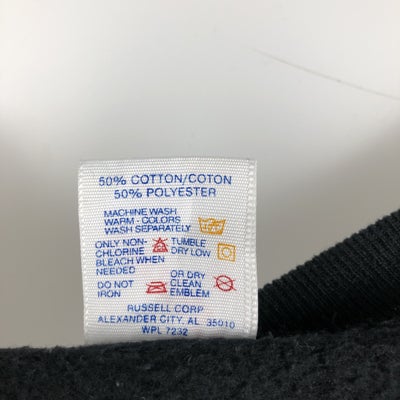 50% COTTON/COTON
50% POLYESTER
MACHINE WASH
WARM - COLORS
WASH SEPARATELY
ONLY NON-
CHLORINE
BLEACH WHEN
NEEDED
TUMBLE
DRY LOW
DO NOT
IRON
OR DRY
CLEAN
EMBLEM
RUSSELL CORP
ALEXANDER CITY, AL 35010
WPL 7232